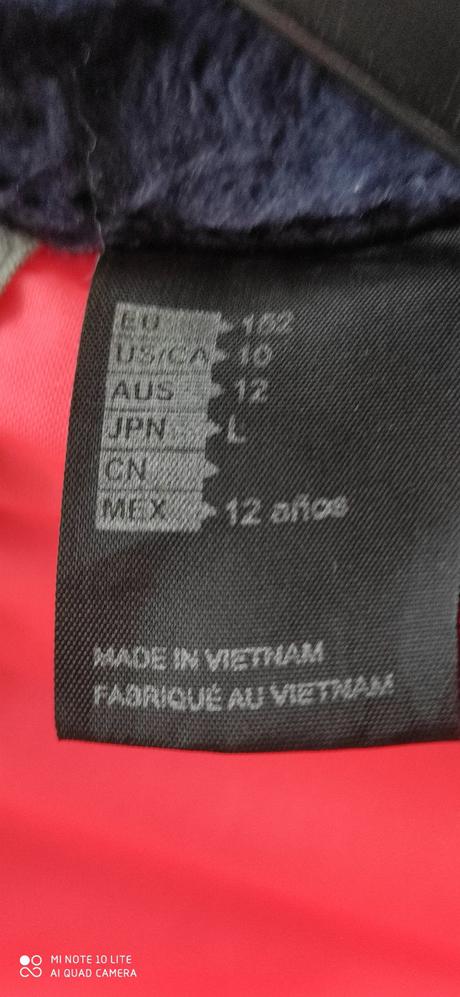 EU 152
US/CA 10
AUS 12
JPN L
CN
MEX 12 años
MADE IN VIETNAM
FABRIQUÉ AU VIETNAM
MI NOTE 10 LITE
AI QUAD CAMERA